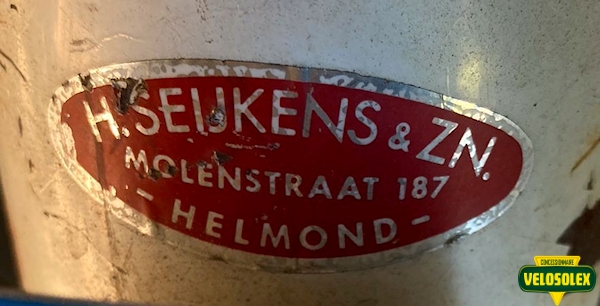 H. SEIJKENS & ZN.
MOLENSTRAAT 187
- HELMOND -
CONCESSIONNAIRE
VELOSOLEX